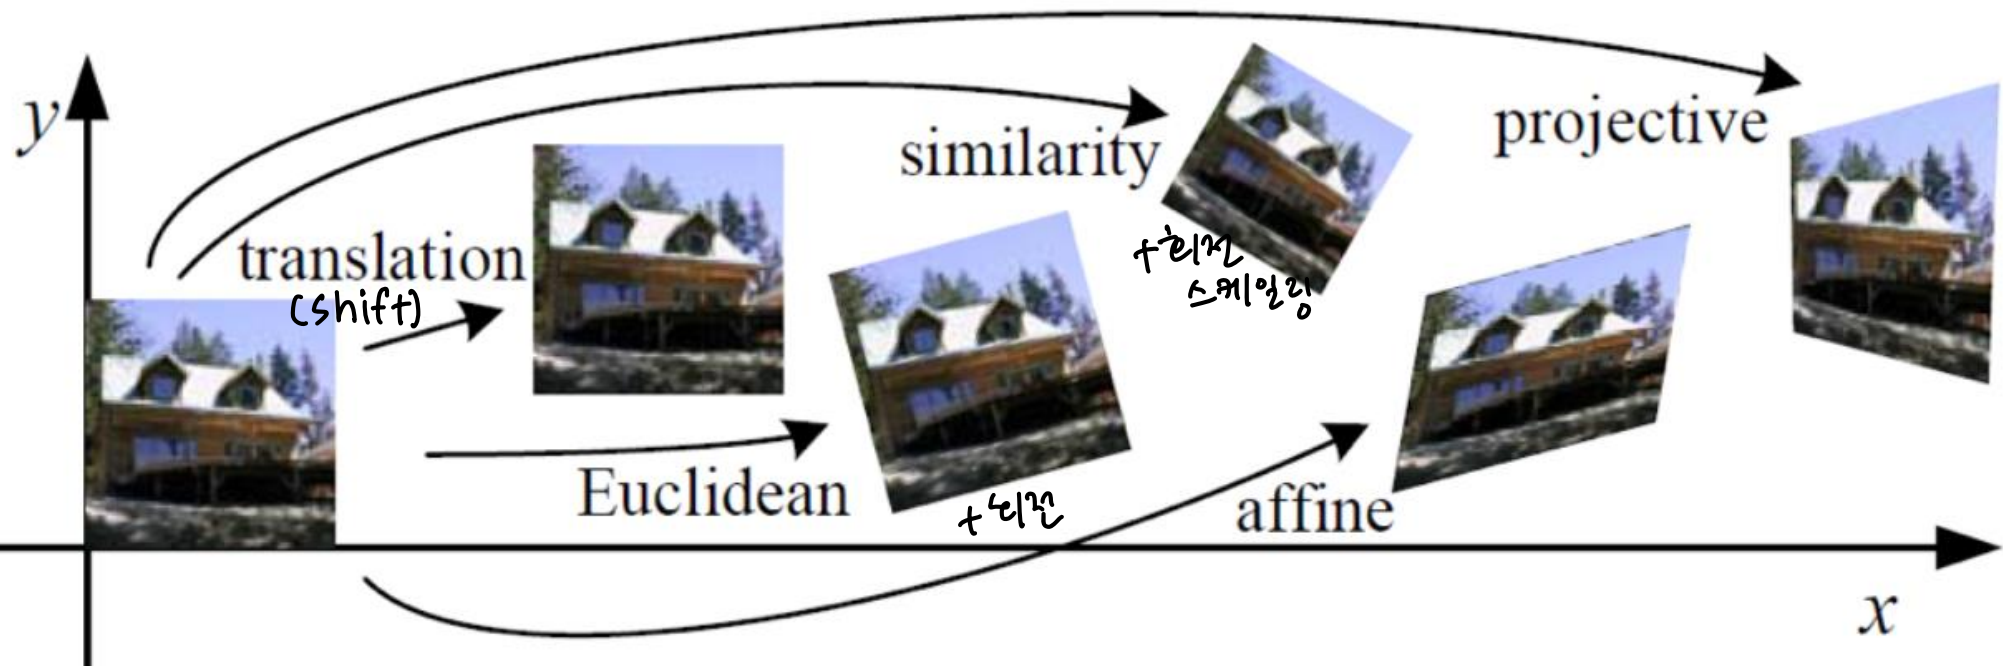 y
similarity
projective
translation
(shift)
+회전
스케일링
Euclidean
+회전
affine
x